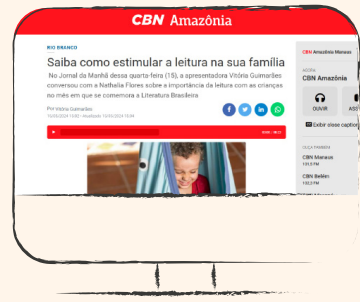 CBN Amazônia
RIO BRANCO
Saiba como estimular a leitura na sua família
No Jornal da Manhã dessa quarta-feira (15), a apresentadora Vitória Guimarães
conversou com a Nathalia Flores sobre a importância da leitura com as crianças
no mês em que se comemora a Literatura Brasileira
Por Vitória Guimarães
CBN Amazônia Manaus
CBN Amazônia
OUVIR
ASS
Exibir close caption
OUÇA TAMBÉM
CBN Manaus
CBN Belém